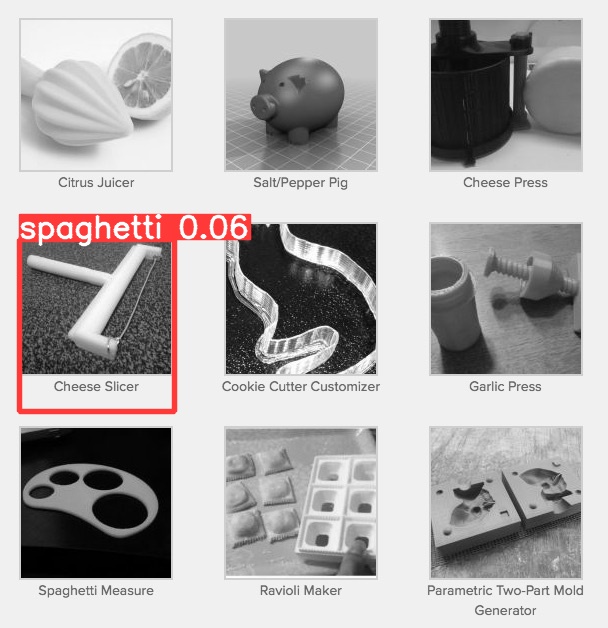 Citrus Juicer
Salt/Pepper Pig
Cheese Press
spaghetti 0.06
Cheese Slicer
Cookie Cutter Customizer
Garlic Press
Spaghetti Measure
Ravioli Maker
Parametric Two-Part Mold
Generator